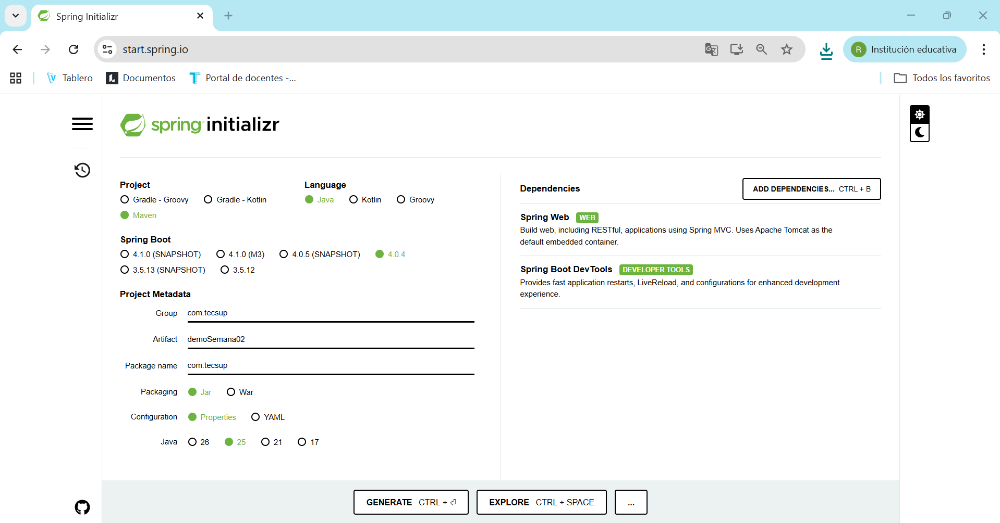 Spring Initializr
start.spring.io
R Institución educativa
Tablero
Documentos
Portal de docentes -...
Todos los favoritos
spring initializr
Project
Gradle - Groovy
Gradle - Kotlin
Maven
Language
Java
Kotlin
Groovy
Spring Boot
4.1.0 (SNAPSHOT)
4.1.0 (M3)
4.0.5 (SNAPSHOT)
4.0.4
3.5.13 (SNAPSHOT)
3.5.12
Project Metadata
Group com.tecsup
Artifact demoSemana02
Package name com.tecsup
Packaging Jar War
Configuration Properties YAML
Java 26 25 21 17
Dependencies
ADD DEPENDENCIES... CTRL + B
Spring Web WEB
Build web, including RESTful, applications using Spring MVC. Uses Apache Tomcat as the
default embedded container.
Spring Boot DevTools DEVELOPER TOOLS
Provides fast application restarts, LiveReload, and configurations for enhanced development
experience.
GENERATE CTRL + ⏎
EXPLORE CTRL + SPACE
...